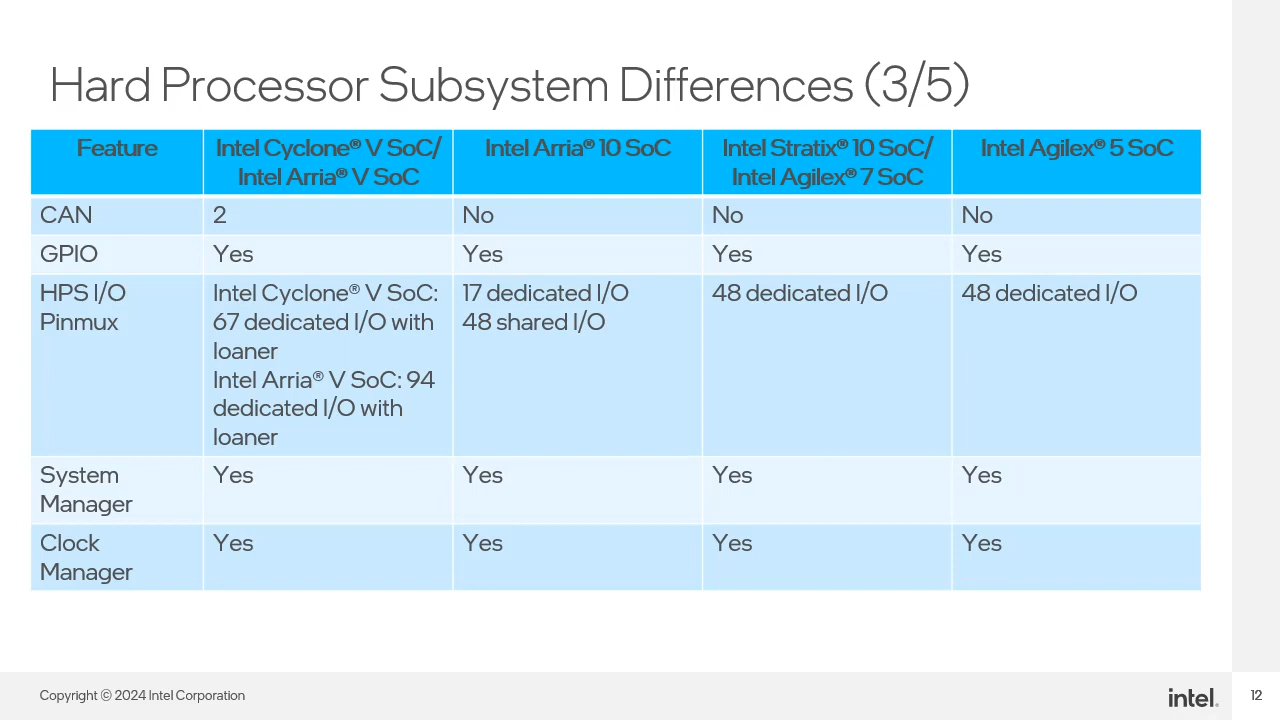 Hard Processor Subsystem Differences (3/5)
Feature
Intel Cyclone® V SoC/
Intel Arria® V SoC
Intel Arria® 10 SoC
Intel Stratix® 10 SoC/
Intel Agilex® 7 SoC
Intel Agilex® 5 SoC
CAN
2
No
No
No
GPIO
Yes
Yes
Yes
Yes
HPS I/O
Pinmux
Intel Cyclone® V SoC:
67 dedicated I/O with
loaner
Intel Arria® V SoC: 94
dedicated I/O with
loaner
17 dedicated I/O
48 shared I/O
48 dedicated I/O
48 dedicated I/O
System
Manager
Yes
Yes
Yes
Yes
Clock
Manager
Yes
Yes
Yes
Yes
Copyright © 2024 Intel Corporation
intel.
12